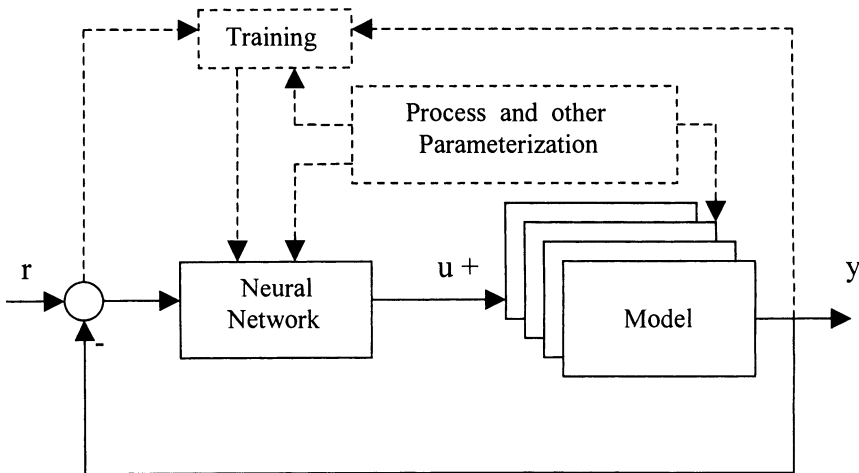 Training
Process and other
Parameterization
r
Neural
Network
u +
Model
y
-